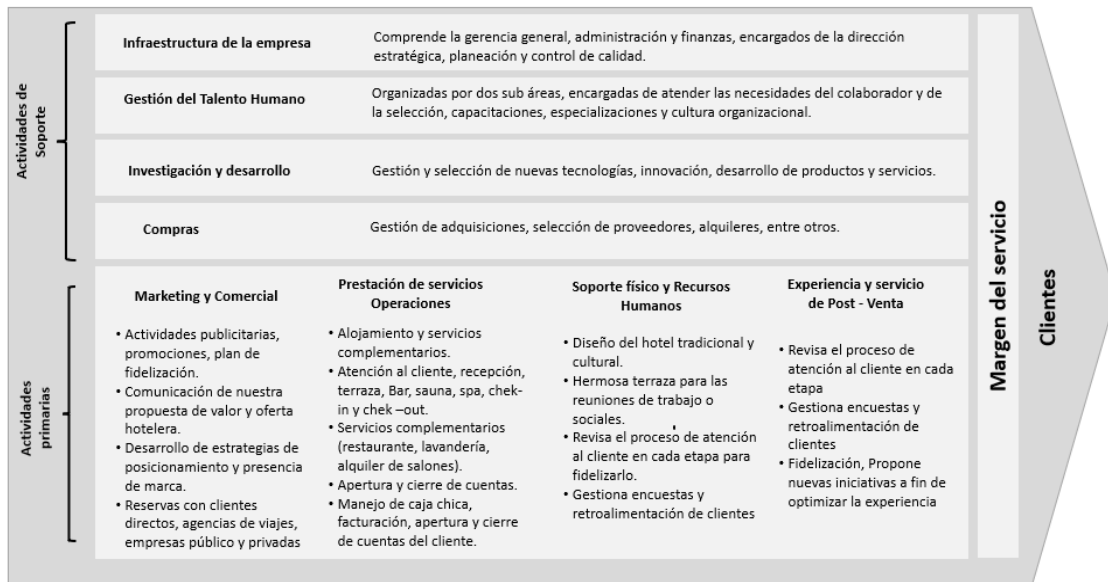 Actividades de
Soporte
Infraestructura de la empresa
Comprende la gerencia general, administración y finanzas, encargados de la dirección
estratégica, planeación y control de calidad.
Gestión del Talento Humano
Organizadas por dos sub áreas, encargadas de atender las necesidades del colaborador y de
la selección, capacitaciones, especializaciones y cultura organizacional.
Investigación y desarrollo
Gestión y selección de nuevas tecnologías, innovación, desarrollo de productos y servicios.
Compras
Gestión de adquisiciones, selección de proveedores, alquileres, entre otros.
Actividades
primarias
Marketing y Comercial
• Actividades publicitarias,
promociones, plan de
fidelización.
• Comunicación de nuestra
propuesta de valor y oferta
hotelera.
• Desarrollo de estrategias de
posicionamiento y presencia
de marca.
• Reservas con clientes
directos, agencias de viajes,
empresas público y privadas
Prestación de servicios
Operaciones
• Alojamiento y servicios
complementarios.
• Atención al cliente, recepción,
terraza, Bar, sauna, spa, chek-
in y chek –out.
• Servicios complementarios
(restaurante, lavandería,
alquiler de salones).
• Apertura y cierre de cuentas.
• Manejo de caja chica,
facturación, apertura y cierre
de cuentas del cliente.
Soporte físico y Recursos
Humanos
• Diseño del hotel tradicional y
cultural.
• Hermosa terraza para las
reuniones de trabajo o
sociales.
• Revisa el proceso de atención
al cliente en cada etapa para
fidelizarlo.
• Gestiona encuestas y
retroalimentación de clientes
Experiencia y servicio
de Post - Venta
• Revisa el proceso de
atención al cliente en cada
etapa
• Gestiona encuestas y
retroalimentación de
clientes
• Fidelización, Propone
nuevas iniciativas a fin de
optimizar la experiencia
Margen del servicio
Clientes